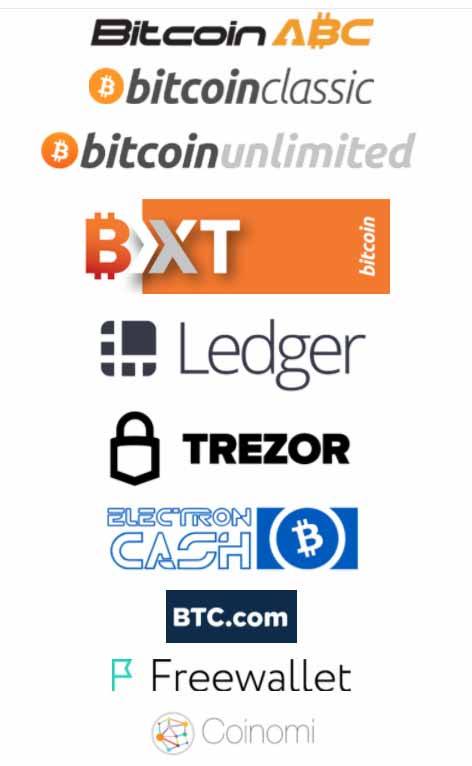 Bitcoin ABC
bitcoinclassic
bitcoinunlimited
XT bitcoin
Ledger
TREZOR
ELECTRON
CASH
BTC.com
Freewallet
Coinomi